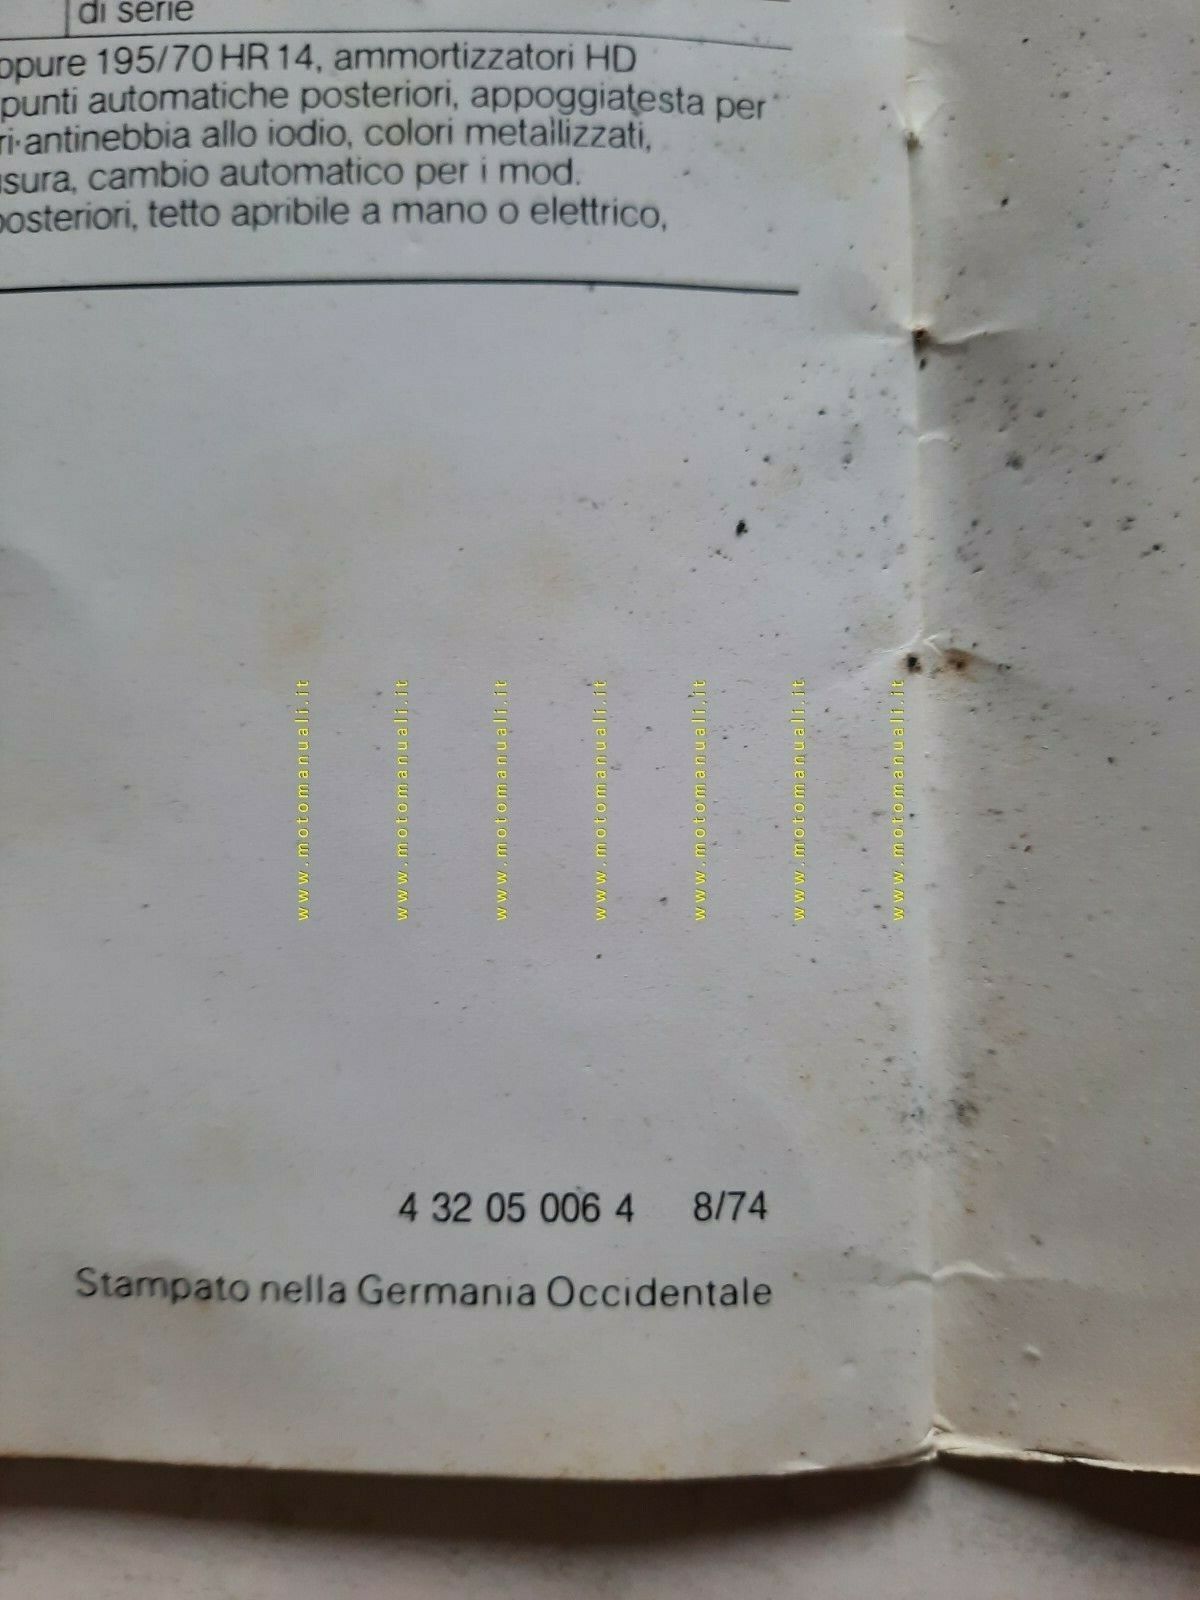 di serie
oppure 195/70 HR 14, ammortizzatori HD
punti automatiche posteriori, appoggiatesta per
ri antinebbia allo iodio, colori metallizzati,
sura, cambio automatico per i mod.
posteriori, tetto apribile a mano o elettrico,
www.motomanuali.it
www.motomanuali.it
www.motomanuali.it
www.motomanuali.it
www.motomanuali.it
www.motomanuali.it
www.motomanuali.it
4 32 05 006 4 8/74
Stampato nella Germania Occidentale